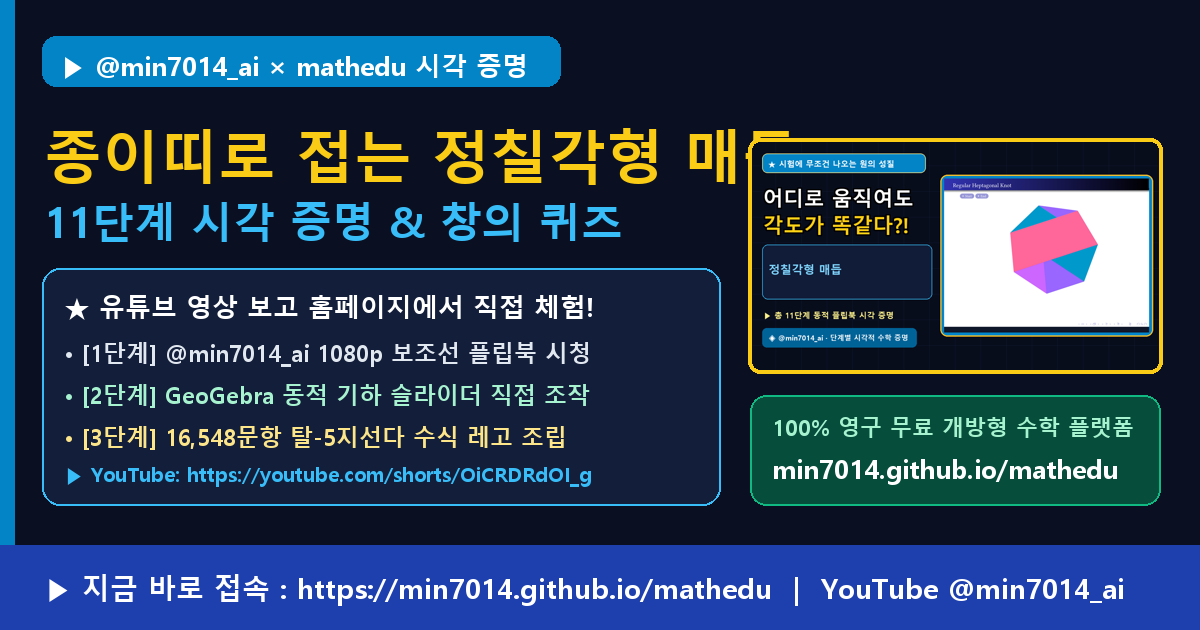 ▶ @min7014_ai × mathedu 시각 증명
종이띠로 접는 정칠각형 매듭
11단계 시각 증명 & 창의 퀴즈
★ 유튜브 영상 보고 홈페이지에서 직접 체험!
• [1단계] @min7014_ai 1080p 보조선 플립북 시청
• [2단계] GeoGebra 동적 기하 슬라이더 직접 조작
• [3단계] 16,548문항 탈-5지선다 수식 레고 조립
▶ YouTube: https://youtube.com/shorts/OiCRDRdOI_g
★ 시험에 무조건 나오는 원의 성질
어디로 움직여도
각도가 똑같다?!
정칠각형 매듭
▶ 총 11단계 동적 플립북 시각 증명
◈ @min7014_ai · 단계별 시각적 수학 증명
Regular Heptagonal Knot
100% 영구 무료 개방형 수학 플랫폼
min7014.github.io/mathedu
▶ 지금 바로 접속 : https://min7014.github.io/mathedu | YouTube @min7014_ai